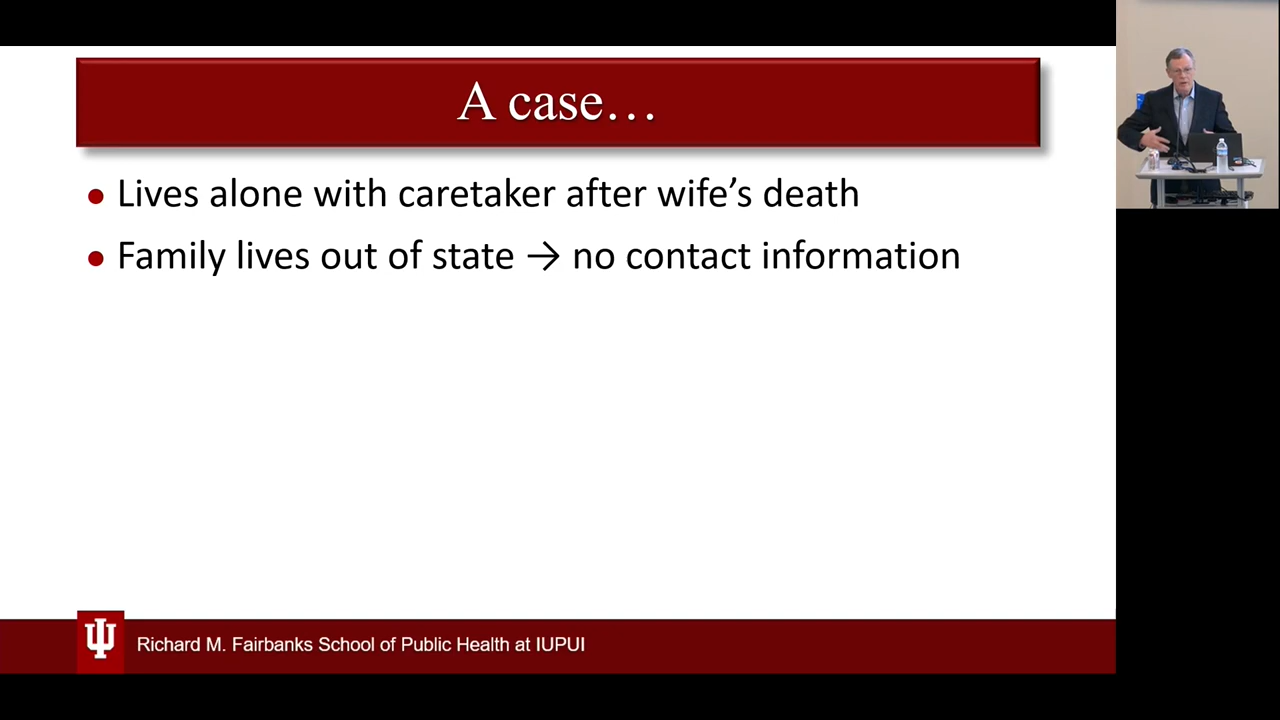 A case...
• Lives alone with caretaker after wife's death
• Family lives out of state → no contact information
Richard M. Fairbanks School of Public Health at IUPUI